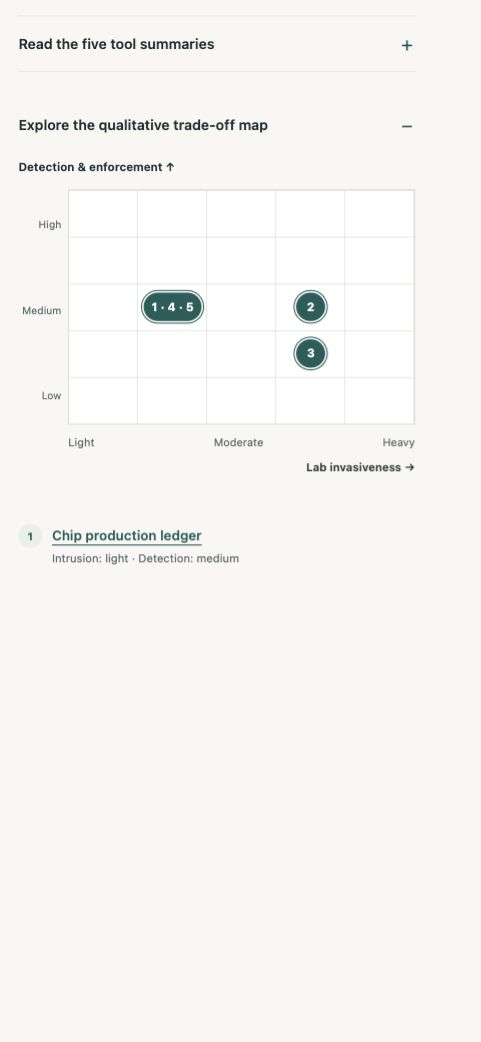 Read the five tool summaries +
Explore the qualitative trade-off map −
Detection & enforcement ↑
High
Medium
1 · 4 · 5
2
3
Low
Light Moderate Heavy
Lab invasiveness →
1 Chip production ledger
Intrusion: light · Detection: medium